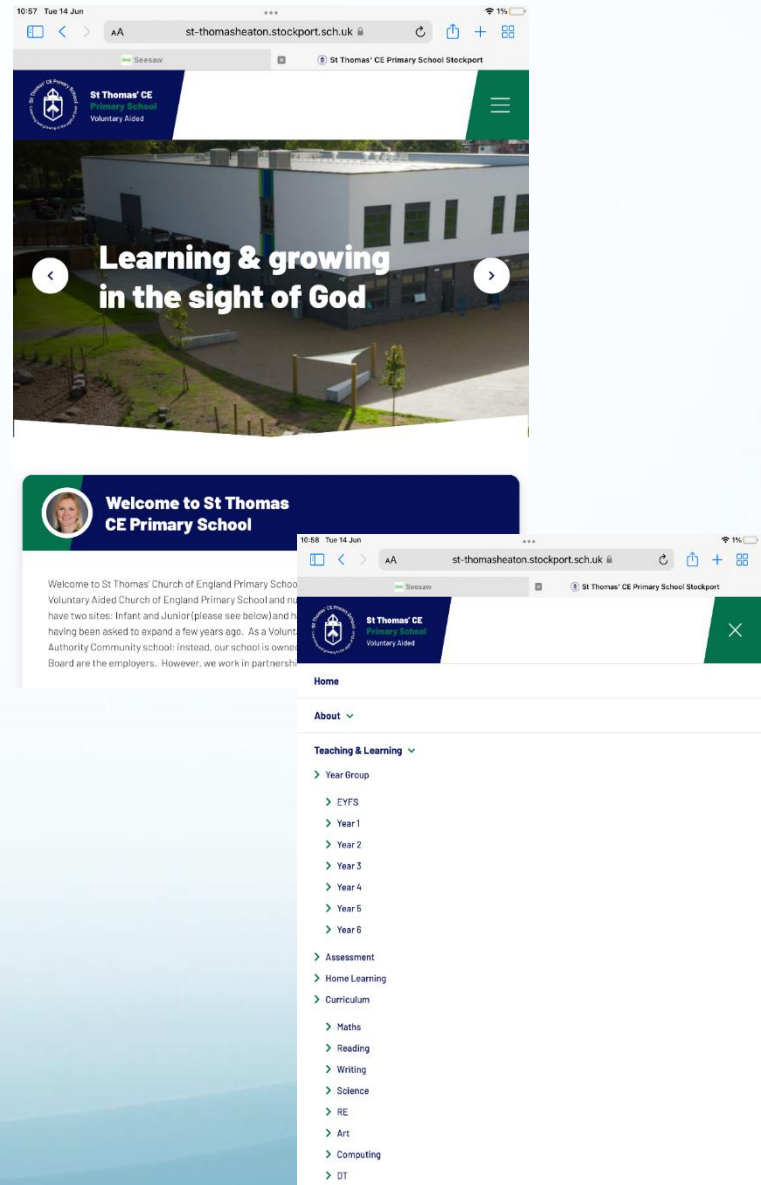 10:57 Tue 14 Jun
1%
AA
st-thomasheaton.stockport.sch.uk
Seesaw
St Thomas' CE Primary School Stockport
St Thomas' CE
Primary School
Voluntary Aided
Learning & growing
in the sight of God
Welcome to St Thomas
CE Primary School
Welcome to St Thomas' Church of England Primary Schoo
Voluntary Aided Church of England Primary School and nu
have two sites: Infant and Junior (please see below) and h
having been asked to expand a few years ago. As a Volunt
Authority Community school: instead, our school is owne
Board are the employers. However, we work in partnershi
10:58 Tue 14 Jun
1%
AA
st-thomasheaton.stockport.sch.uk
Seesaw
St Thomas' CE Primary School Stockport
St Thomas' CE
Primary School
Voluntary Aided
Home
About
Teaching & Learning
Year Group
EYFS
Year 1
Year 2
Year 3
Year 4
Year 5
Year 6
Assessment
Home Learning
Curriculum
Maths
Reading
Writing
Science
RE
Art
Computing
DT